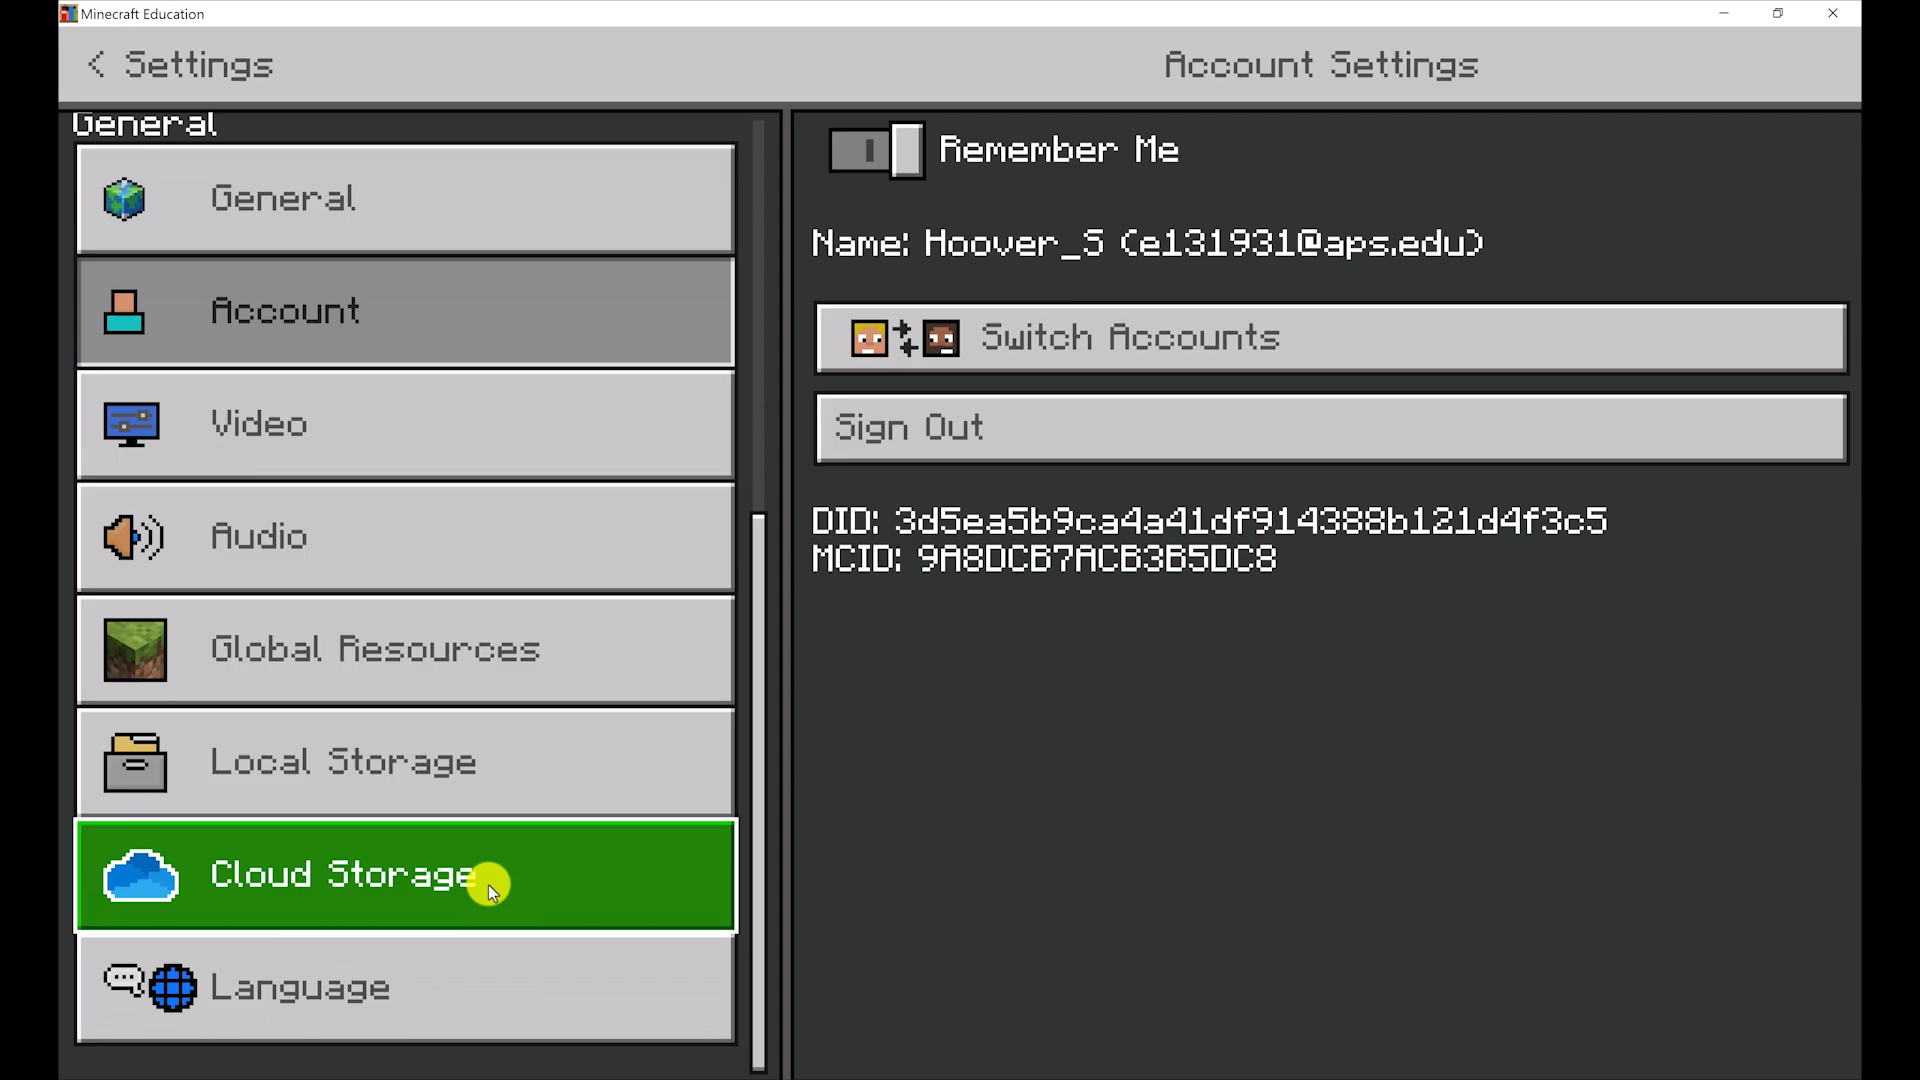 Minecraft Education
Settings
Account Settings
General
General
Account
Video
Audio
Global Resources
Local Storage
Cloud Storage
Language
Remember Me
Name: Hoover_S (e131931@aps.edu)
Switch Accounts
Sign Out
DID: 3d5ea5b9ca4a41df914388b121d4f3c5
MCID: 9A8DCB7ACB3B5DC8